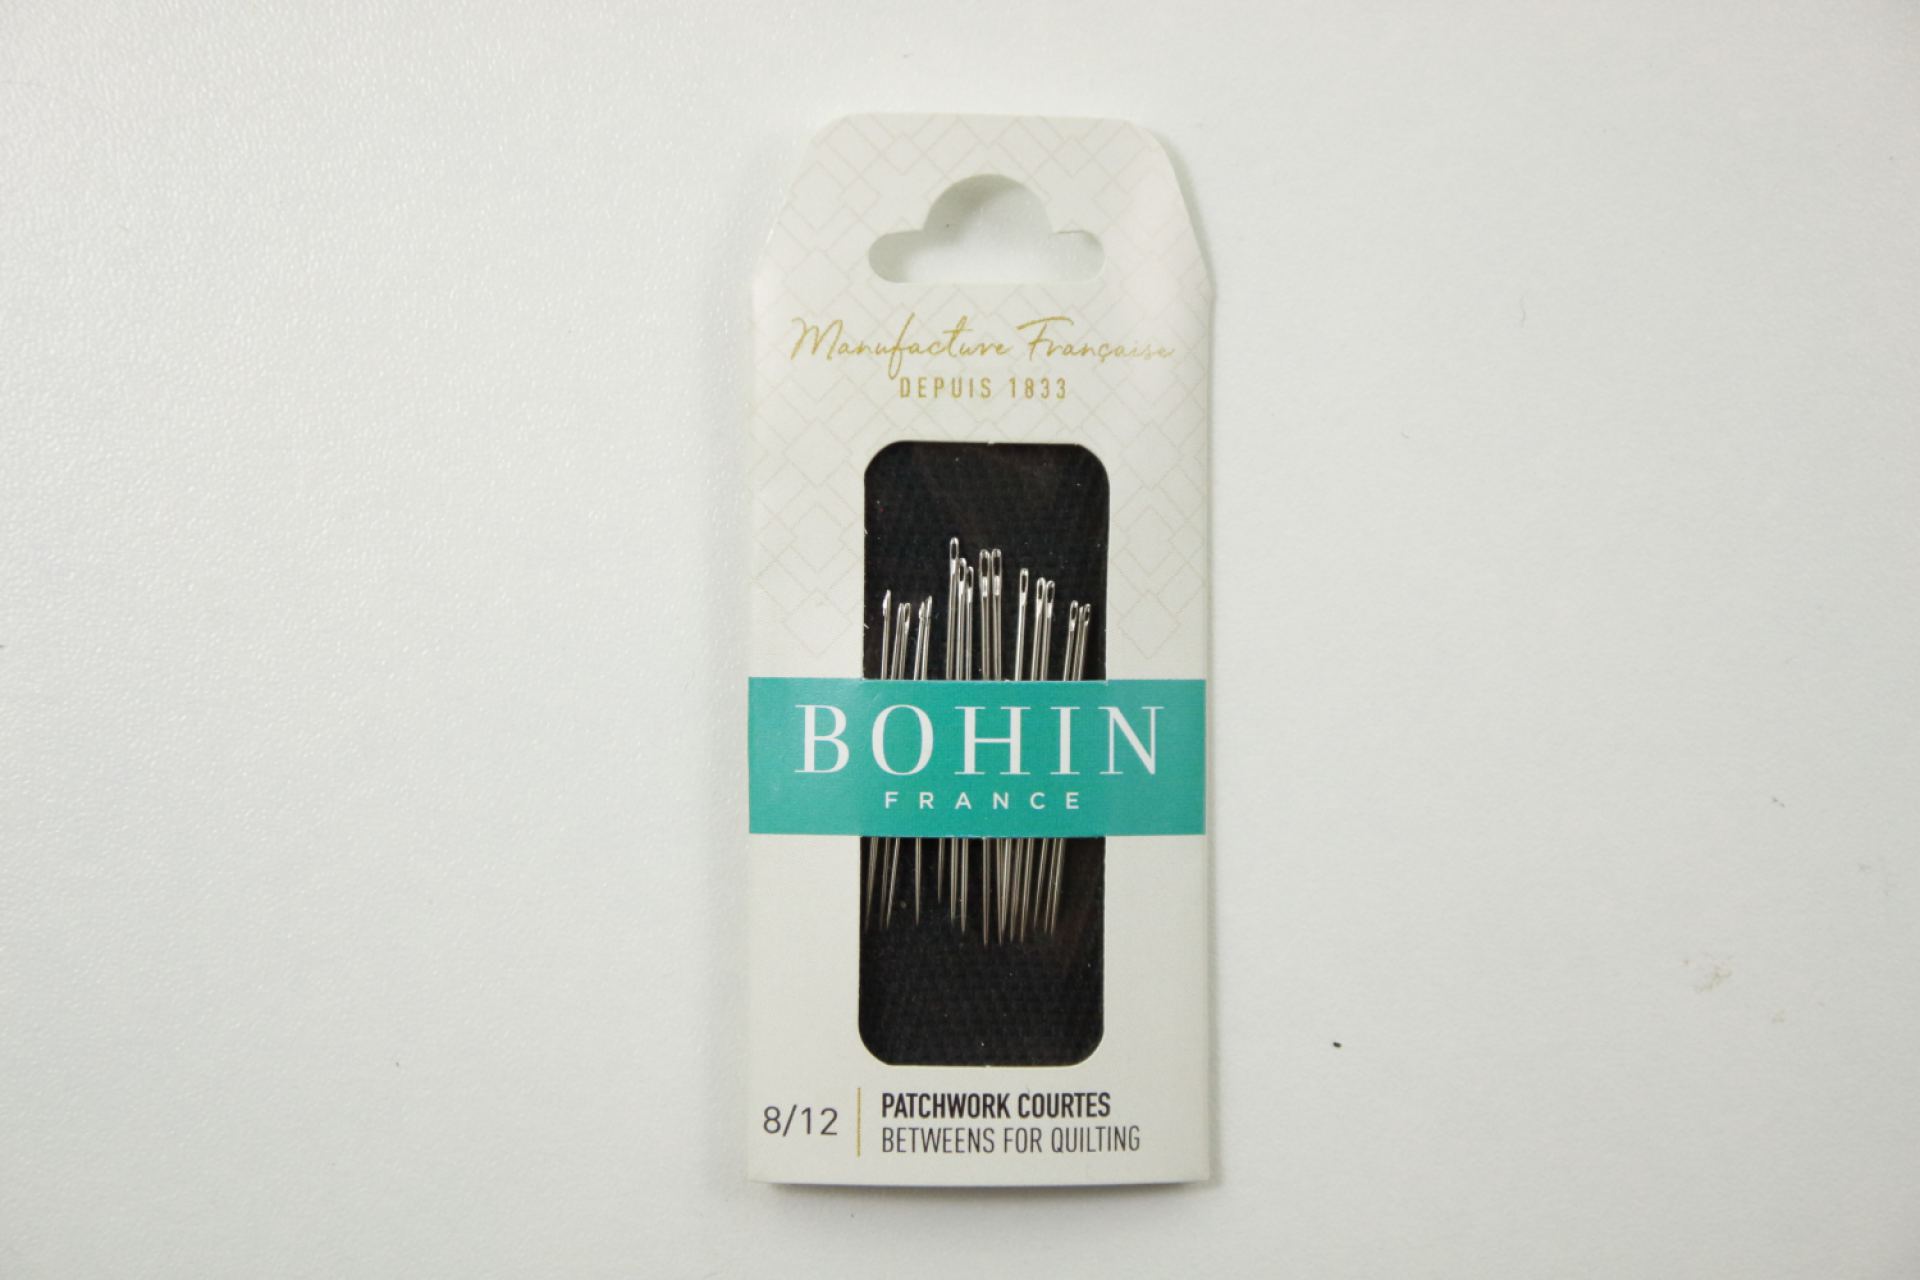 Manufacture Française
DEPUIS 1833
BOHIN
FRANCE
8/12
PATCHWORK COURTES
BETWEENS FOR QUILTING